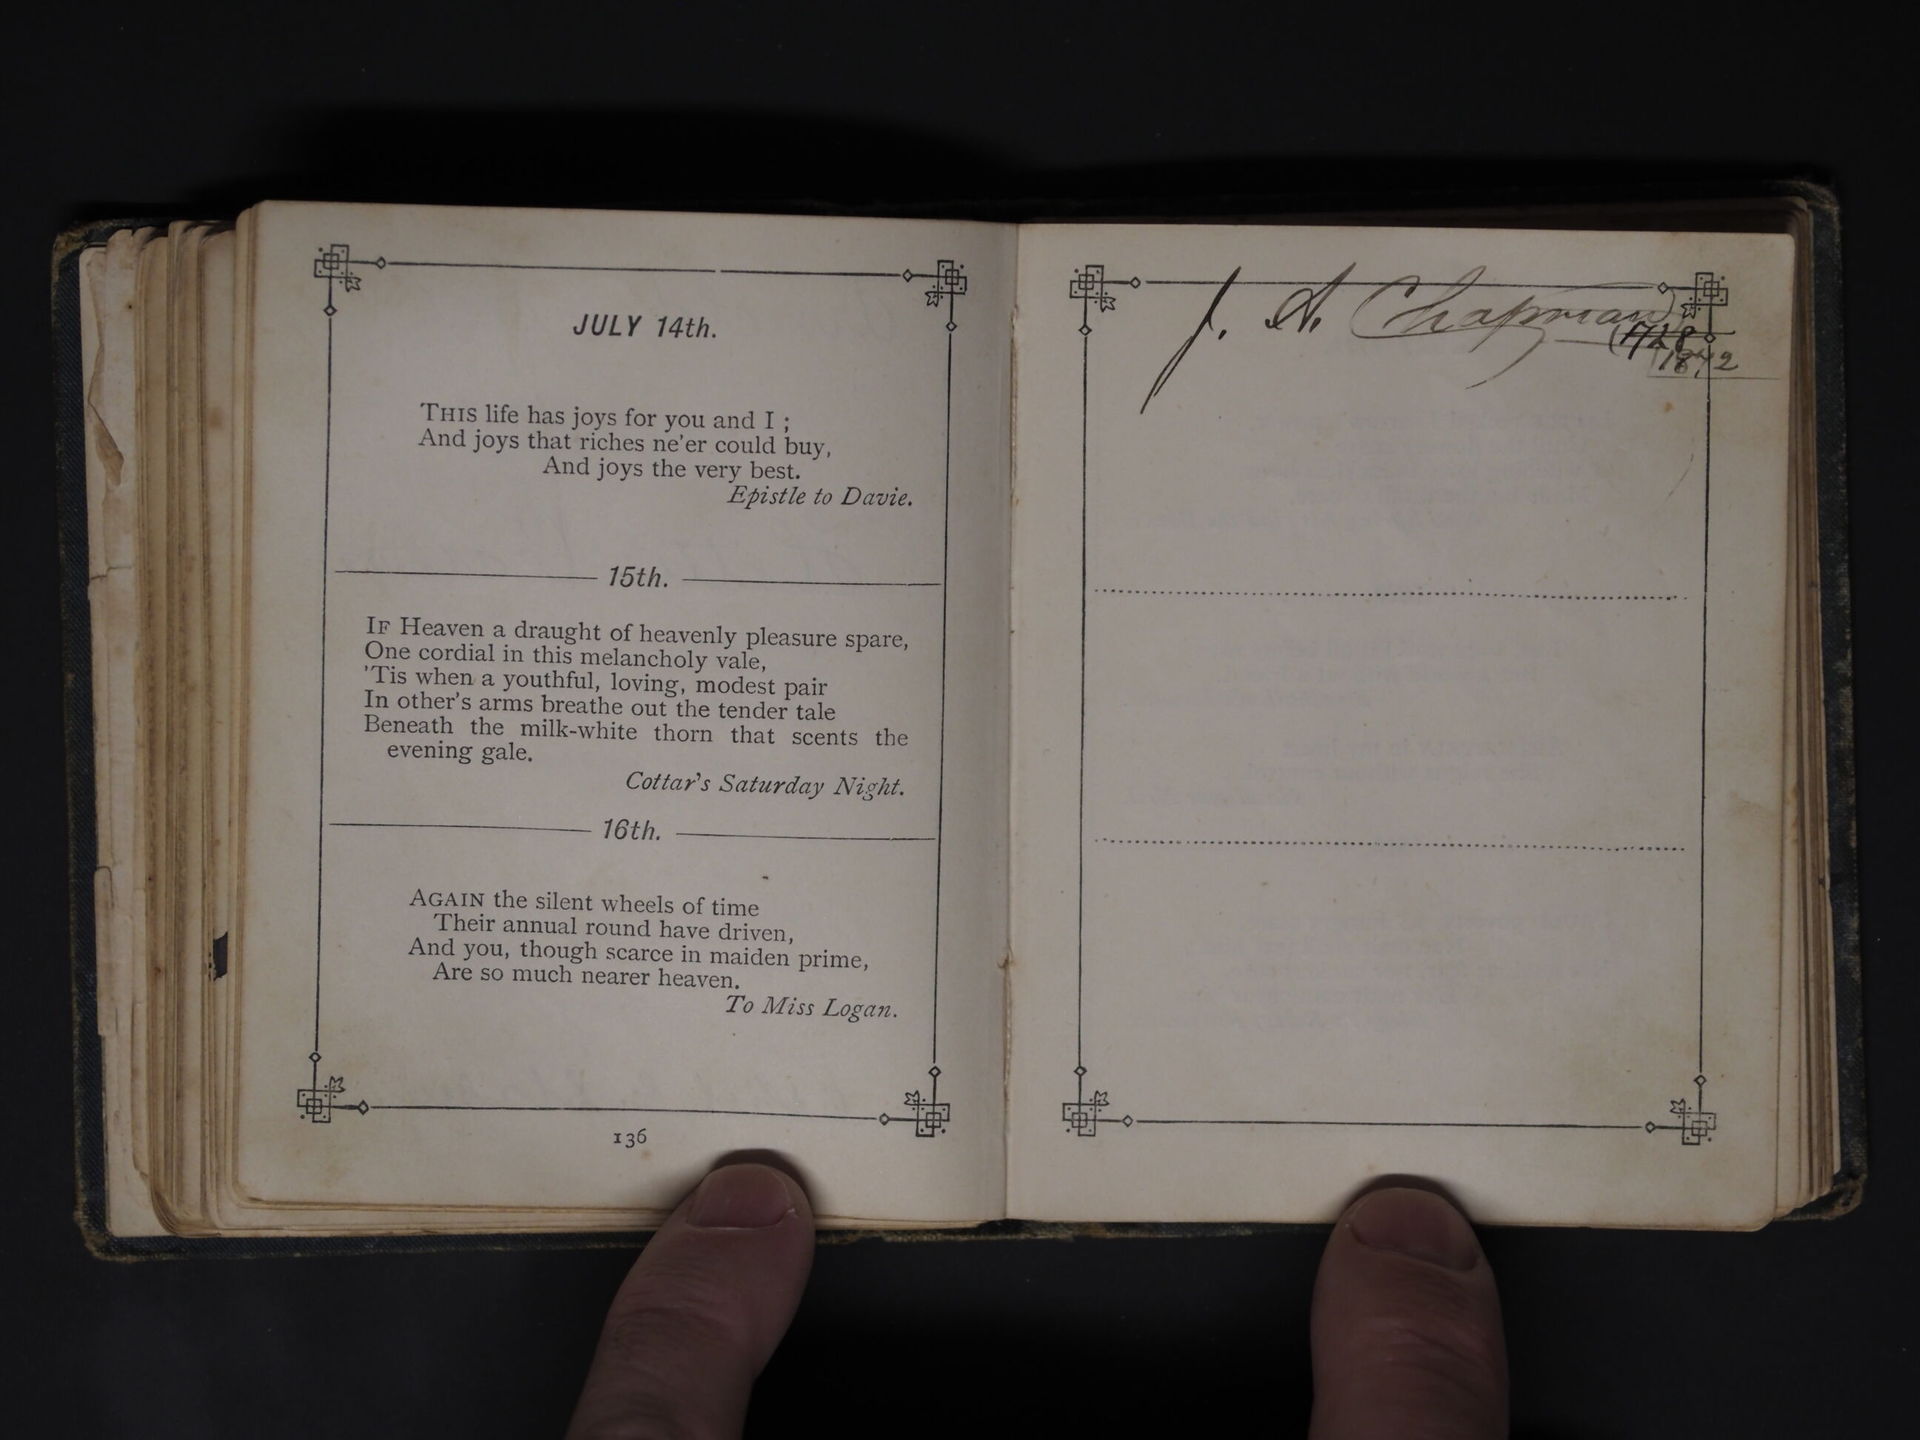 JULY 14th.
THIS life has joys for you and I ;
And joys that riches ne'er could buy,
And joys the very best.
Epistle to Davie.
15th.
IF Heaven a draught of heavenly pleasure spare,
One cordial in this melancholy vale,
'Tis when a youthful, loving, modest pair
In other's arms breathe out the tender tale
Beneath the milk-white thorn that scents the
evening gale.
Cottar's Saturday Night.
16th.
AGAIN the silent wheels of time
Their annual round have driven,
And you, though scarce in maiden prime,
Are so much nearer heaven.
To Miss Logan.
136
J. A. Chapman
1872